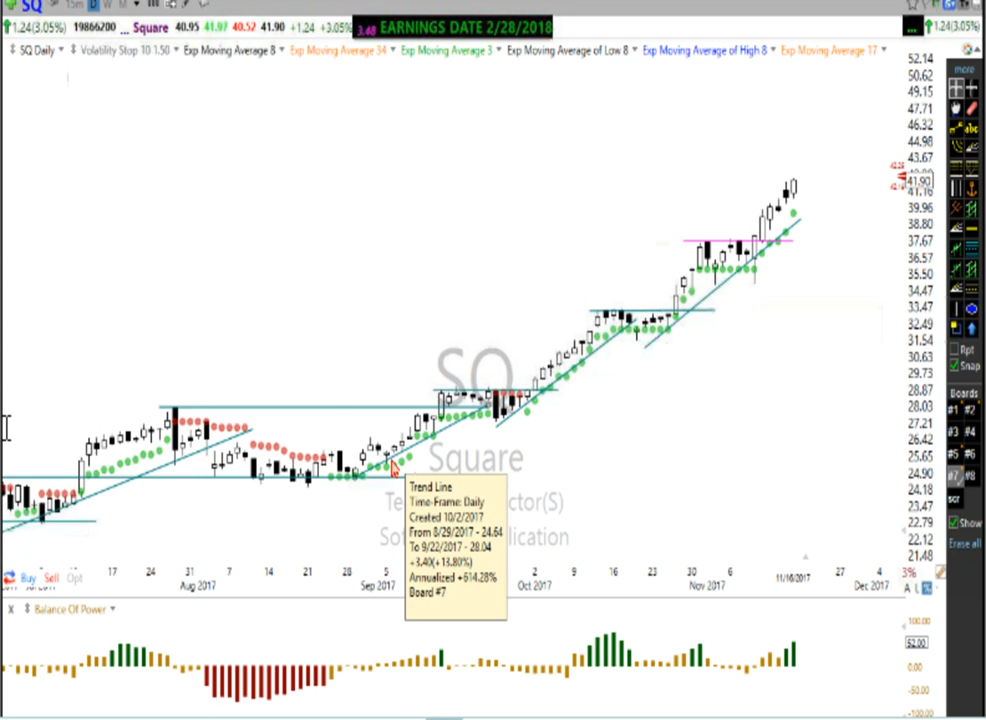 SQ 15m D W M
1.24(3.05%) 19866200 ... Square 40.95 41.97 40.52 41.90 +1.24 +3.05% 3.48 EARNINGS DATE 2/28/2018 ... 1.24(3.05%)
SQ Daily Volatility Stop 10 1.50 Exp Moving Average 8 Exp Moving Average 34 Exp Moving Average 3 Exp Moving Average of Low 8 Exp Moving Average of High 8 Exp Moving Average 17
52.14
50.62
49.15
47.71
46.32
44.98
43.67
41.90
41.16
39.96
38.80
37.67
36.57
35.50
34.47
33.47
32.49
31.54
30.63
29.73
28.87
28.03
27.21
26.42
25.65
24.90
24.18
23.47
22.79
22.12
21.48
more
abc
Rpt
Snap
Boards
#1 #2
#3 #4
#5 #6
#7 #8
scr
Show
Erase all
SQ
Square
Trend Line
Time-Frame: Daily
Created 10/2/2017
From 8/29/2017 - 24.64
To 9/22/2017 - 28.04
+3.40(+13.80%)
Annualized +614.28%
Board #7
Te ctor(S)
Sof lication
Buy Sell Opt
17 24 31 7 14 21 28 5 2 9 16 23 30 6 11/16/2017 27 4
Aug 2017 Sep 2017 Oct 2017 Nov 2017 Dec 2017
3%
A L %
X Balance Of Power
100.00
52.00
0.00
-50.00
-100.00